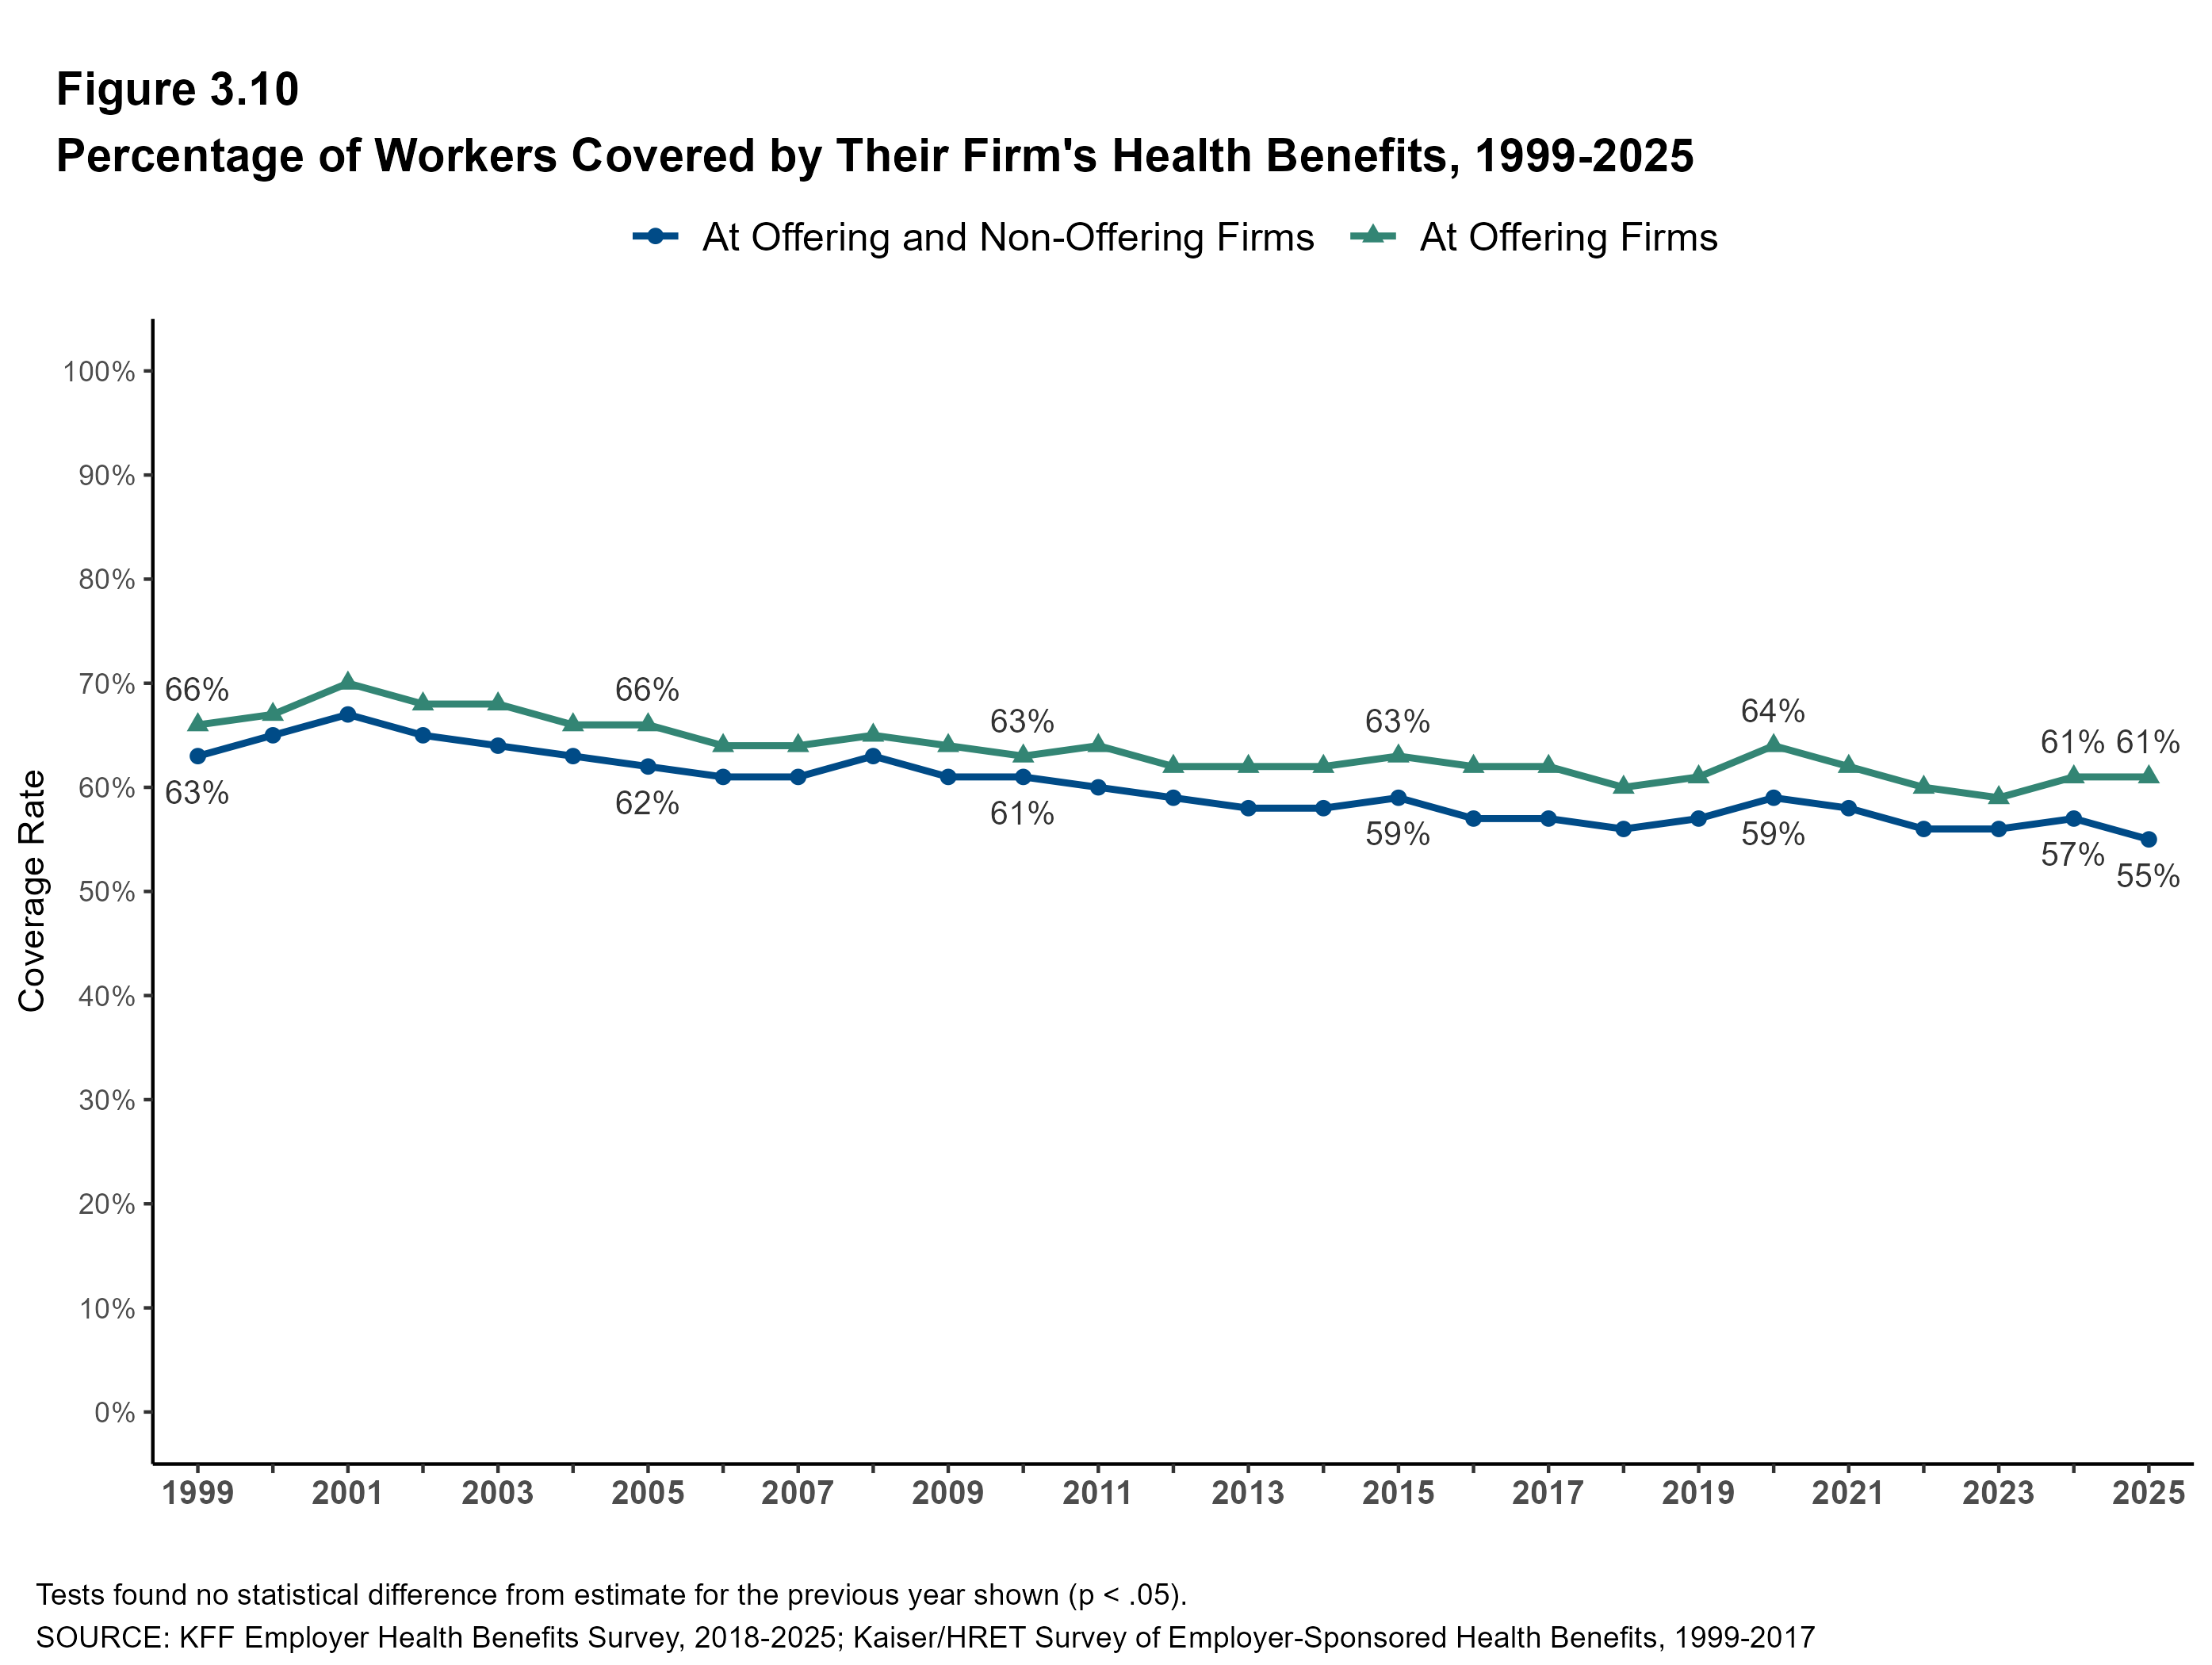 Figure 3.10
Percentage of Workers Covered by Their Firm's Health Benefits, 1999-2025
At Offering and Non-Offering Firms At Offering Firms
Coverage Rate
100%
90%
80%
70%
60%
50%
40%
30%
20%
10%
0%
66% 66% 63% 63% 64% 61% 61%
63% 62% 61% 59% 59% 57% 55%
1999 2001 2003 2005 2007 2009 2011 2013 2015 2017 2019 2021 2023 2025
Tests found no statistical difference from estimate for the previous year shown (p < .05).
SOURCE: KFF Employer Health Benefits Survey, 2018-2025; Kaiser/HRET Survey of Employer-Sponsored Health Benefits, 1999-2017